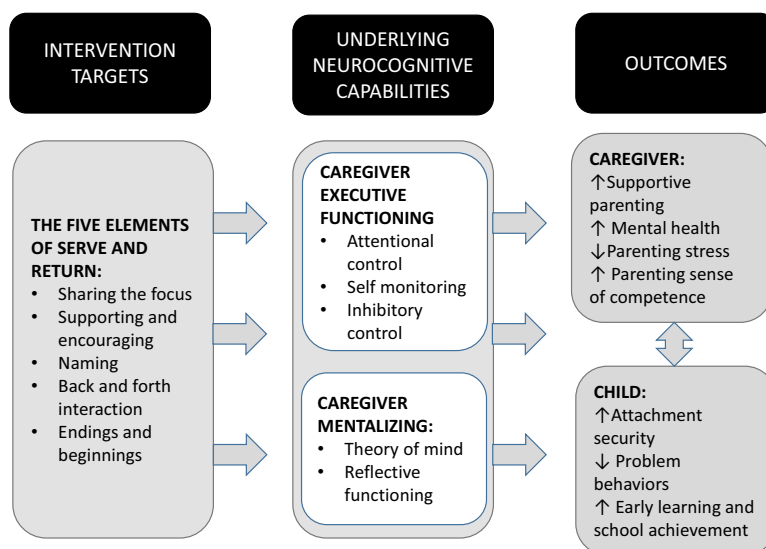 INTERVENTION
TARGETS
UNDERLYING
NEUROCOGNITIVE
CAPABILITIES
OUTCOMES
THE FIVE ELEMENTS
OF SERVE AND
RETURN:
• Sharing the focus
• Supporting and
encouraging
• Naming
• Back and forth
interaction
• Endings and
beginnings
CAREGIVER
EXECUTIVE
FUNCTIONING
• Attentional
control
• Self monitoring
• Inhibitory
control
CAREGIVER
MENTALIZING:
• Theory of mind
• Reflective
functioning
CAREGIVER:
↑Supportive
parenting
↑ Mental health
↓Parenting stress
↑ Parenting sense
of competence
CHILD:
↑Attachment
security
↓ Problem
behaviors
↑ Early learning and
school achievement